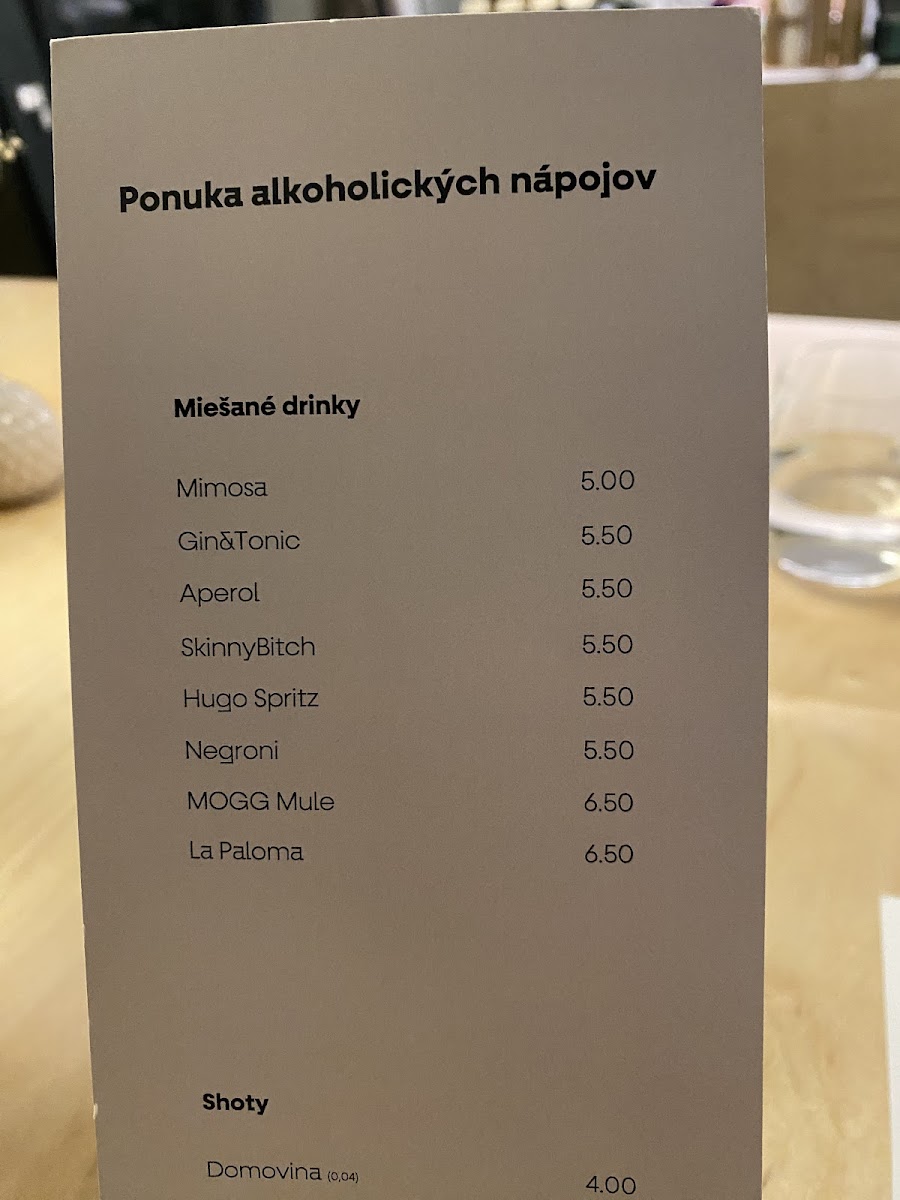 Ponuka alkoholických nápojov
Miešané drinky
Mimosa 5.00
Gin&Tonic 5.50
Aperol 5.50
SkinnyBitch 5.50
Hugo Spritz 5.50
Negroni 5.50
MOGG Mule 6.50
La Paloma 6.50
Shoty
Domovina (0,04) 4.00